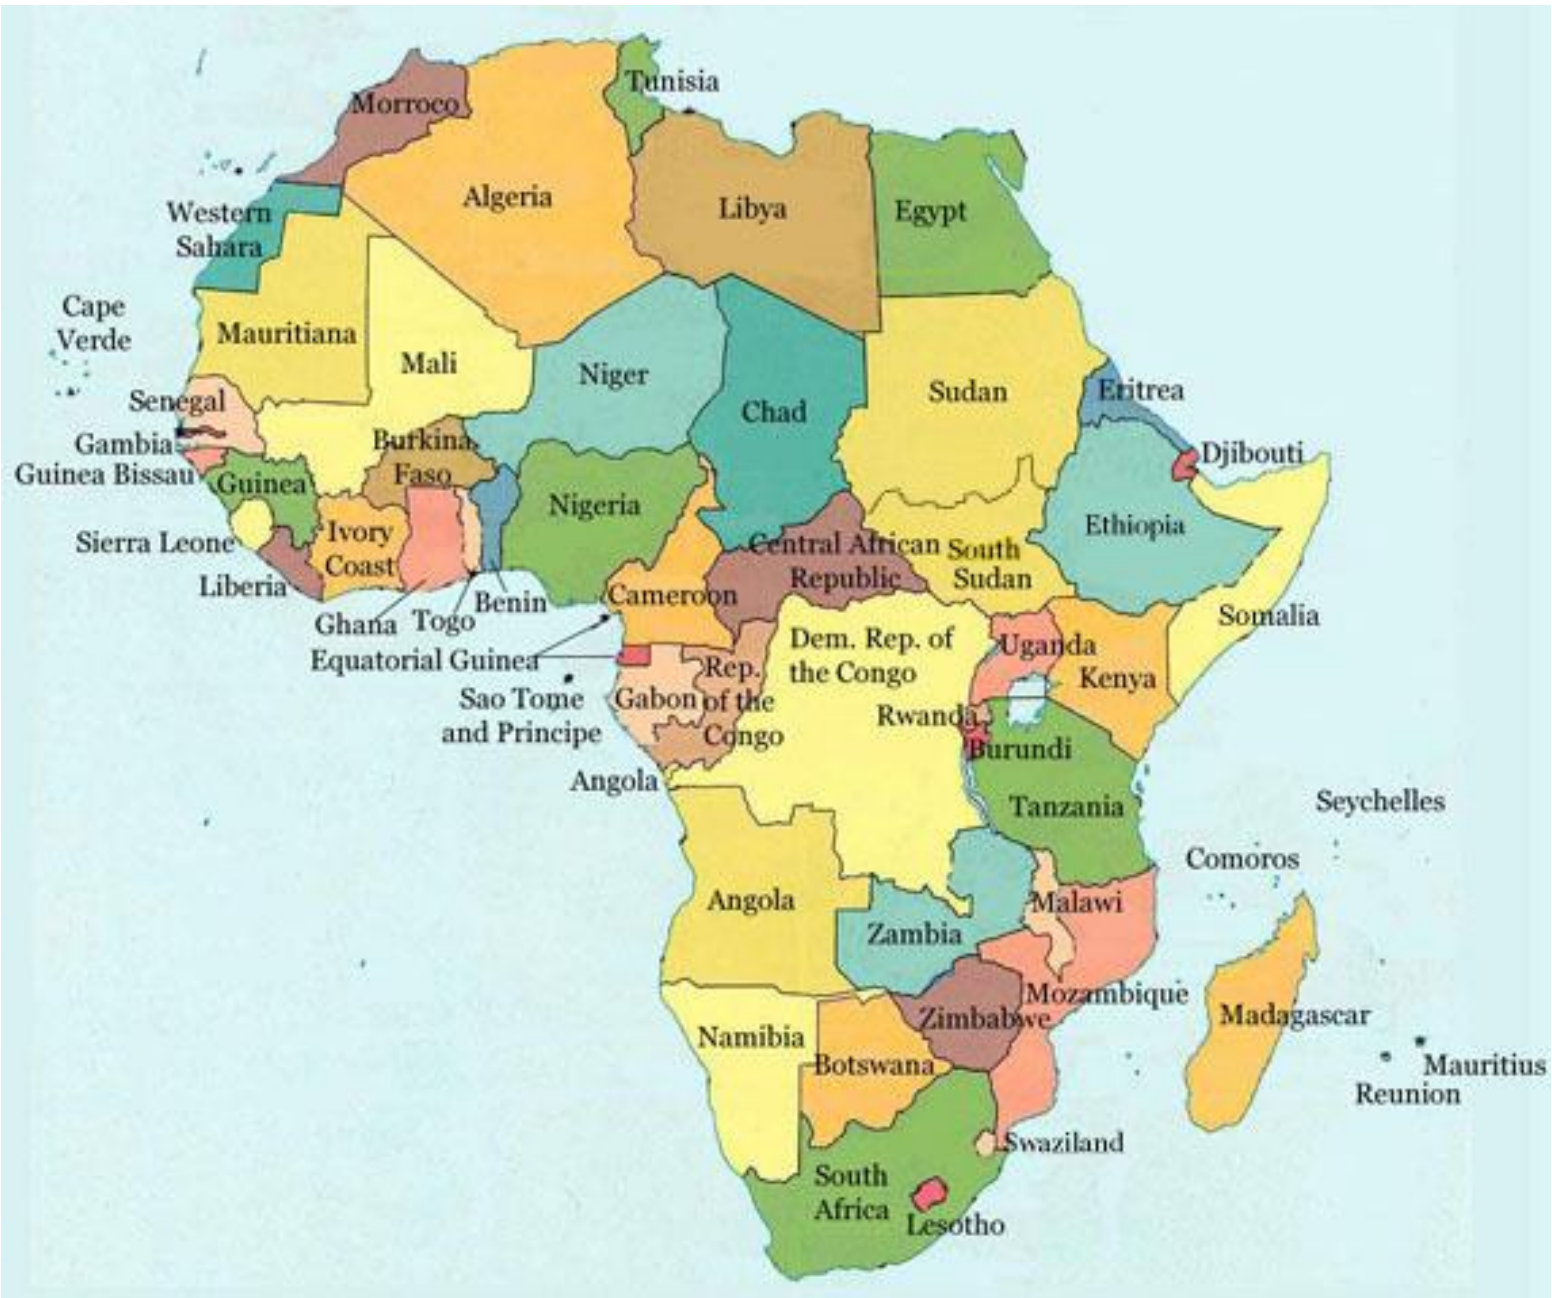 Tunisia
Morroco
Algeria
Libya
Egypt
Western
Sahara
Cape
Verde
Mauritiana
Mali
Niger
Chad
Sudan
Eritrea
Senegal
Gambia
Guinea Bissau
Guinea
Burkina
Faso
Djibouti
Nigeria
Ethiopia
Sierra Leone
Ivory
Coast
Liberia
Central African
Republic
South
Sudan
Ghana
Togo
Benin
Cameroon
Somalia
Equatorial Guinea
Dem. Rep. of
the Congo
Uganda
Kenya
Sao Tome
and Principe
Gabon
Rep.
of the
Congo
Rwanda
Burundi
Angola
Tanzania
Seychelles
Comoros
Angola
Zambia
Malawi
Mozambique
Madagascar
Namibia
Botswana
Zimbabwe
Mauritius
Reunion
Swaziland
South
Africa
Lesotho